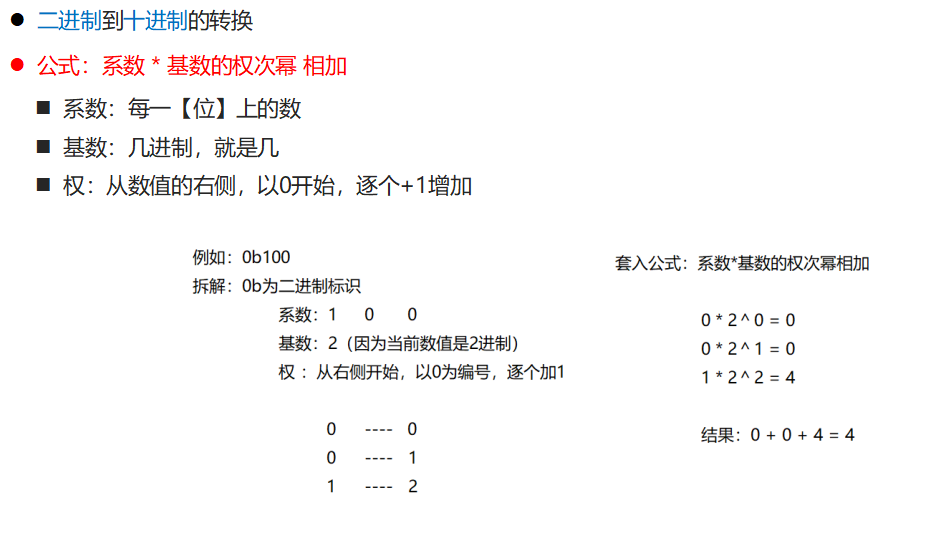 二进制到十进制的转换
公式：系数 * 基数的权次幂 相加
系数：每一【位】上的数
基数：几进制，就是几
权：从数值的右侧，以0开始，逐个+1增加
例如：0b100
拆解：0b为二进制标识
系数：1 0 0
基数：2（因为当前数值是2进制）
权 ：从右侧开始，以0为编号，逐个加1
0 ---- 0
0 ---- 1
1 ---- 2
套入公式：系数*基数的权次幂相加
0 * 2 ^ 0 = 0
0 * 2 ^ 1 = 0
1 * 2 ^ 2 = 4
结果：0 + 0 + 4 = 4